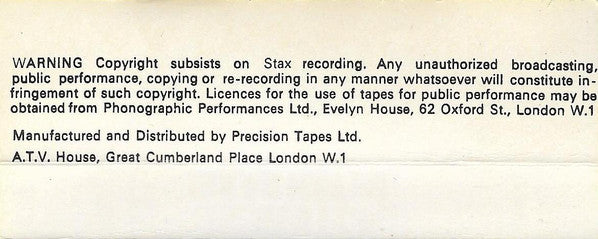 WARNING Copyright subsists on Stax recording. Any unauthorized broadcasting,
public performance, copying or re-recording in any manner whatsoever will constitute in-
fringement of such copyright. Licences for the use of tapes for public performance may be
obtained from Phonographic Performances Ltd., Evelyn House, 62 Oxford St., London W.1
Manufactured and Distributed by Precision Tapes Ltd.
A.T.V. House, Great Cumberland Place London W.1